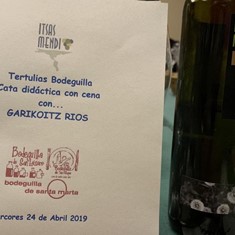 ITSAS
MENDI
Tertulias Bodeguilla
Cata didáctica con cena
con...
GARIKOITZ RIOS
Bodeguilla
bodeguilla
de santa marta
ercores 24 de Abril 2019